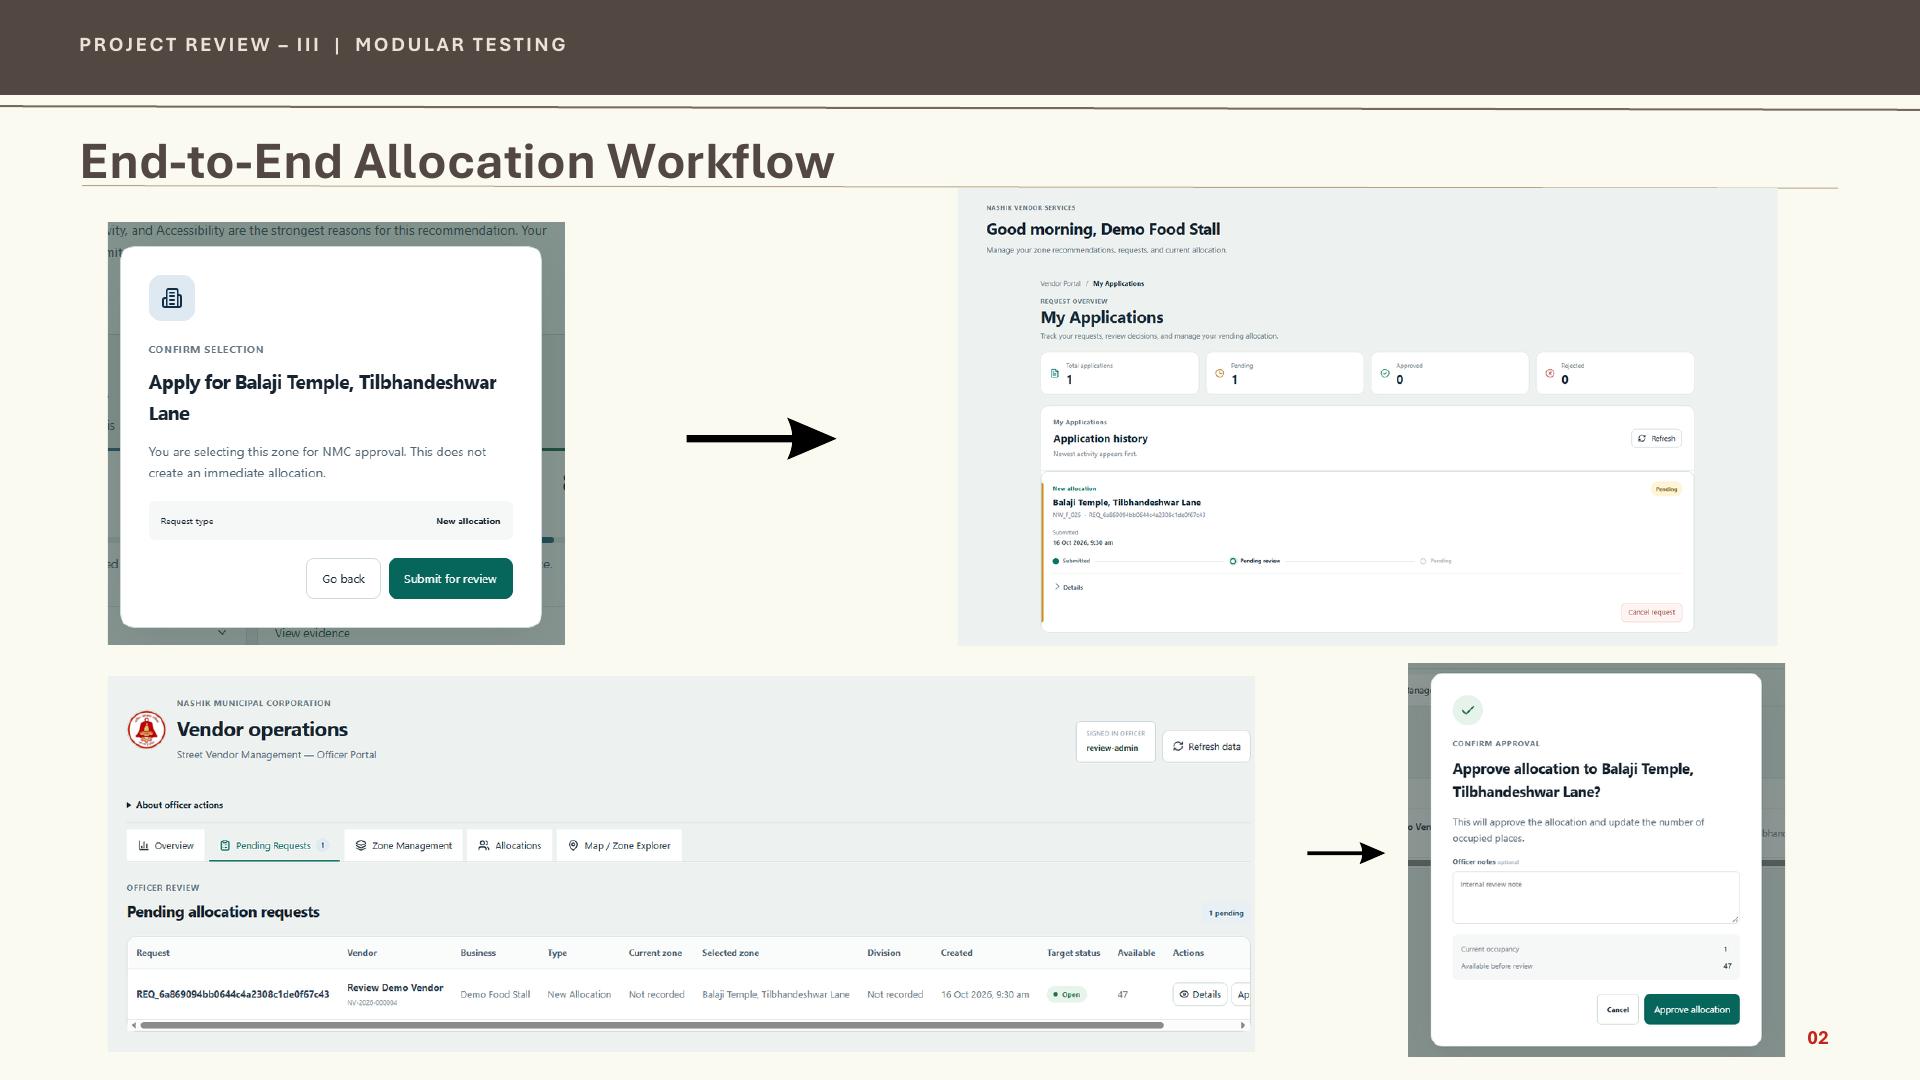 PROJECT REVIEW – III | MODULAR TESTING
End-to-End Allocation Workflow
vity, and Accessibility are the strongest reasons for this recommendation. Your
CONFIRM SELECTION
Apply for Balaji Temple, Tilbhandeshwar
Lane
You are selecting this zone for NMC approval. This does not
create an immediate allocation.
Request type New allocation
Go back Submit for review
View evidence
NASHIK VENDOR SERVICES
Good morning, Demo Food Stall
Manage your zone recommendations, requests, and current allocation.
Vendor Portal / My Applications
REQUEST OVERVIEW
My Applications
Track your requests, review decisions, and manage your vending allocation.
Total applications
1
Pending
1
Approved
0
Rejected
0
My Applications
Application history
Newest activity appears first.
Refresh
New allocation
Pending
Balaji Temple, Tilbhandeshwar Lane
Submitted
16 Oct 2026, 9:30 am
Submitted Pending review Pending
Details
Cancel request
NASHIK MUNICIPAL CORPORATION
Vendor operations
Street Vendor Management — Officer Portal
SIGNED IN OFFICER
review-admin
Refresh data
About officer actions
Overview Pending Requests 1 Zone Management Allocations Map / Zone Explorer
OFFICER REVIEW
Pending allocation requests
1 pending
Request Vendor Business Type Current zone Selected zone Division Created Target status Available Actions
REQ_6a869094bb0644c4a2308c1de0f67c43 Review Demo Vendor Demo Food Stall New Allocation Not recorded Balaji Temple, Tilbhandeshwar Lane Not recorded 16 Oct 2026, 9:30 am Open 47 Details Ap
CONFIRM APPROVAL
Approve allocation to Balaji Temple,
Tilbhandeshwar Lane?
This will approve the allocation and update the number of
occupied places.
Officer notes optional
Internal review note
Current occupancy 1
Available before review 47
Cancel Approve allocation
02